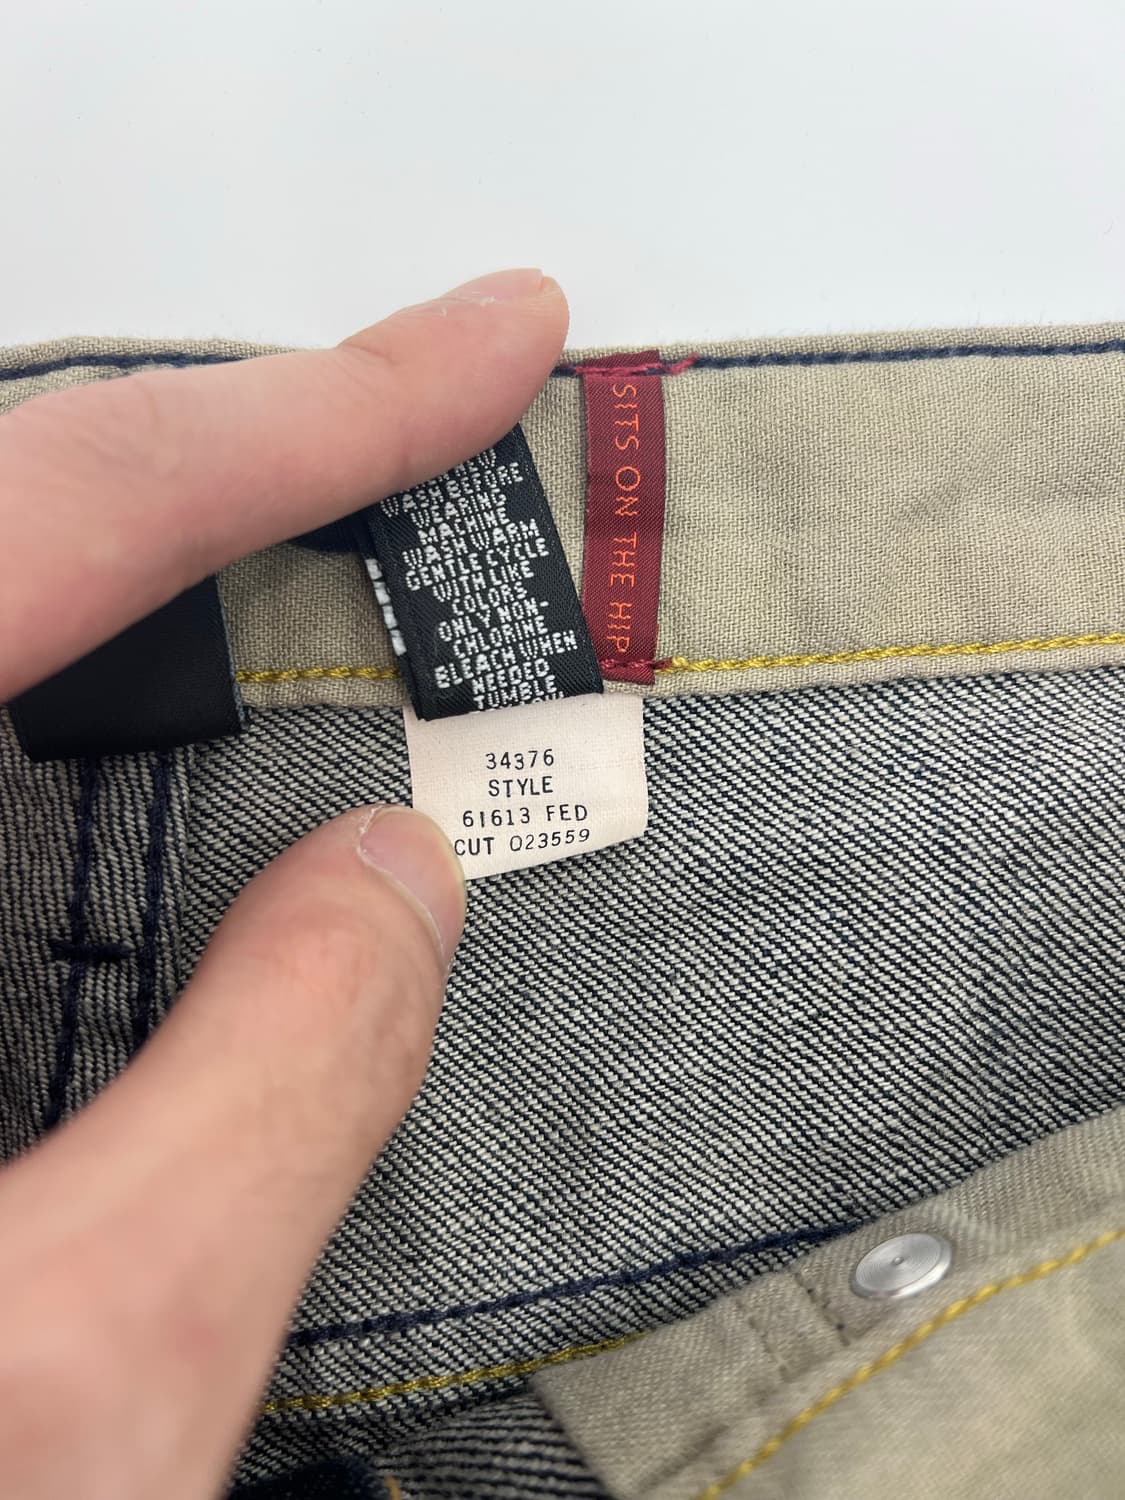 WASH BEFORE
WEARING
MACHINE
WASH WARM
GENTLE CYCLE
WITH LIKE
COLORS
ONLY NON-
CHLORINE
BLEACH WHEN
NEEDED
TUMBLE
SITS ON THE HIP
34376
STYLE
61613 FED
CUT 023559